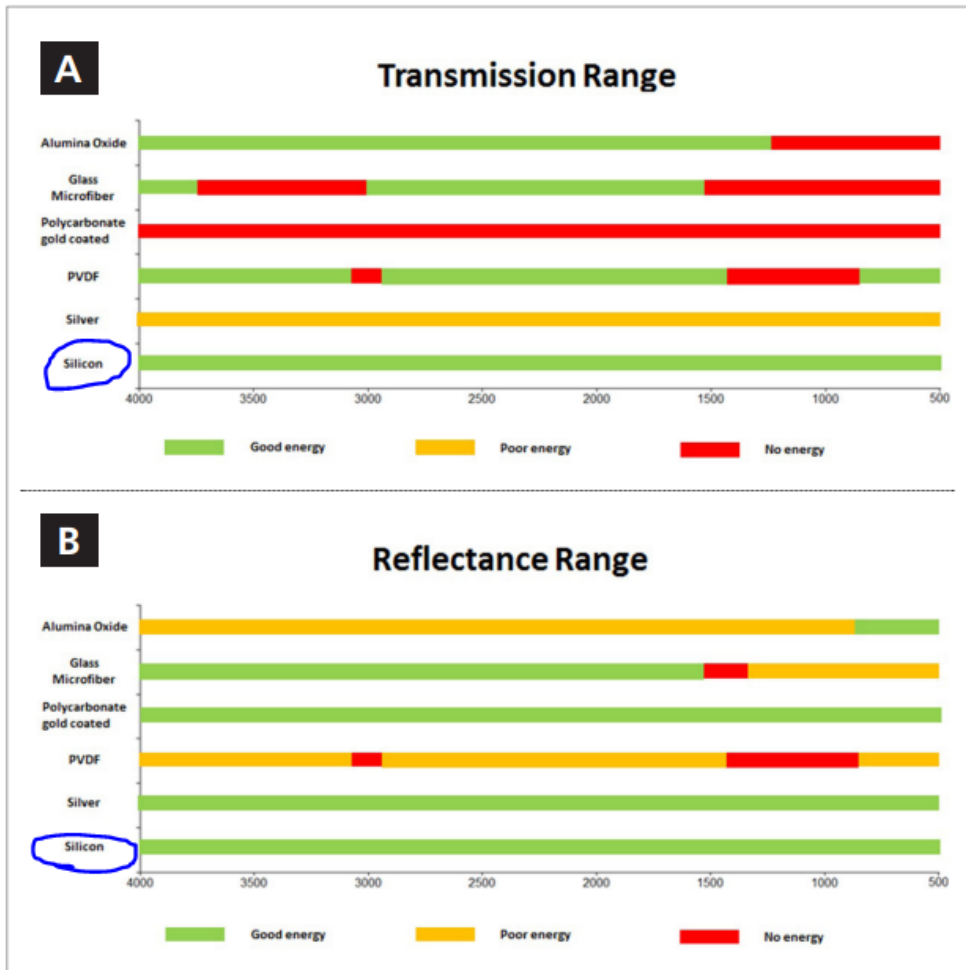 A
Transmission Range
Alumina Oxide
Glass
Microfiber
Polycarbonate
gold coated
PVDF
Silver
Silicon
4000 3500 3000 2500 2000 1500 1000 500
Good energy Poor energy No energy
B
Reflectance Range
Alumina Oxide
Glass
Microfiber
Polycarbonate
gold coated
PVDF
Silver
Silicon
4000 3500 3000 2500 2000 1500 1000 500
Good energy Poor energy No energy